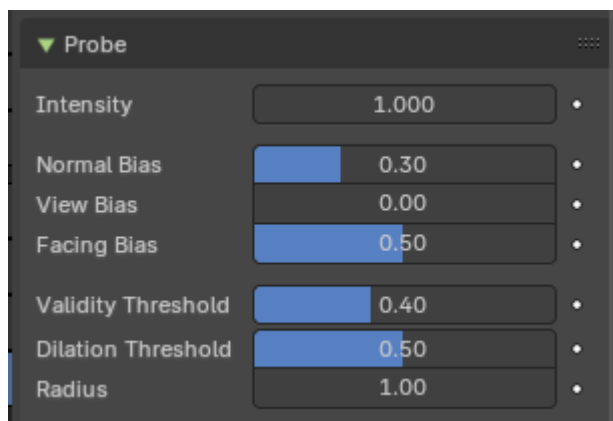 Probe
Intensity 1.000
Normal Bias 0.30
View Bias 0.00
Facing Bias 0.50
Validity Threshold 0.40
Dilation Threshold 0.50
Radius 1.00